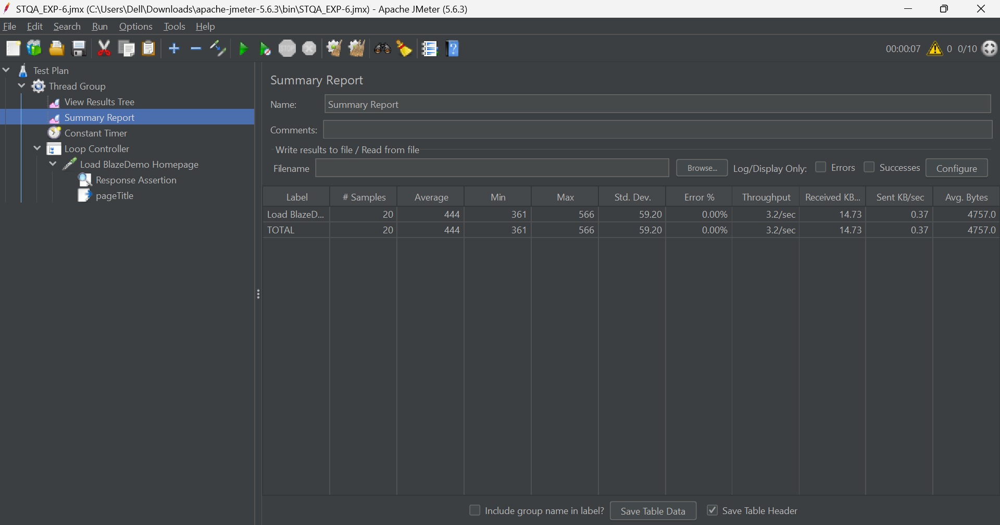 STQA_EXP-6.jmx (C:\Users\Dell\Downloads\apache-jmeter-5.6.3\bin\STQA_EXP-6.jmx) - Apache JMeter (5.6.3)
File Edit Search Run Options Tools Help
STOP 00:00:07 0 0/10
Test Plan
Thread Group
View Results Tree
Summary Report
Constant Timer
Loop Controller
Load BlazeDemo Homepage
Response Assertion
pageTitle
Summary Report
Name: Summary Report
Comments:
Write results to file / Read from file
Filename Browse... Log/Display Only: Errors Successes Configure
Label # Samples Average Min Max Std. Dev. Error % Throughput Received KB... Sent KB/sec Avg. Bytes
Load BlazeD... 20 444 361 566 59.20 0.00% 3.2/sec 14.73 0.37 4757.0
TOTAL 20 444 361 566 59.20 0.00% 3.2/sec 14.73 0.37 4757.0
Include group name in label? Save Table Data Save Table Header